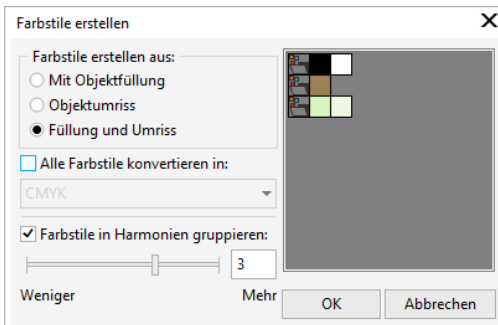 Farbstile erstellen
Farbstile erstellen aus:
Mit Objektfüllung
Objektumriss
Füllung und Umriss
Alle Farbstile konvertieren in:
CMYK
Farbstile in Harmonien gruppieren:
3
Weniger Mehr
OK Abbrechen